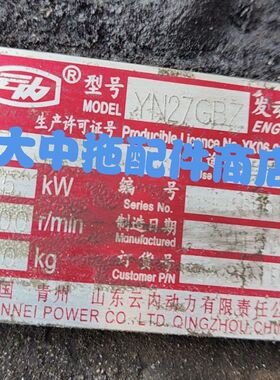 ® 型号 YN27GBZ 发动
MODEL ENG
生产许可证号
Producible Licence No.
大中拖配件商店
kW 编号
Series No.
r/min 制造日期
Manufactured
kg 订货号
Customer P/N
国 青州 山东云内动力有限责
NNEI POWER CO.,LTD.QINGZHOU.CHI